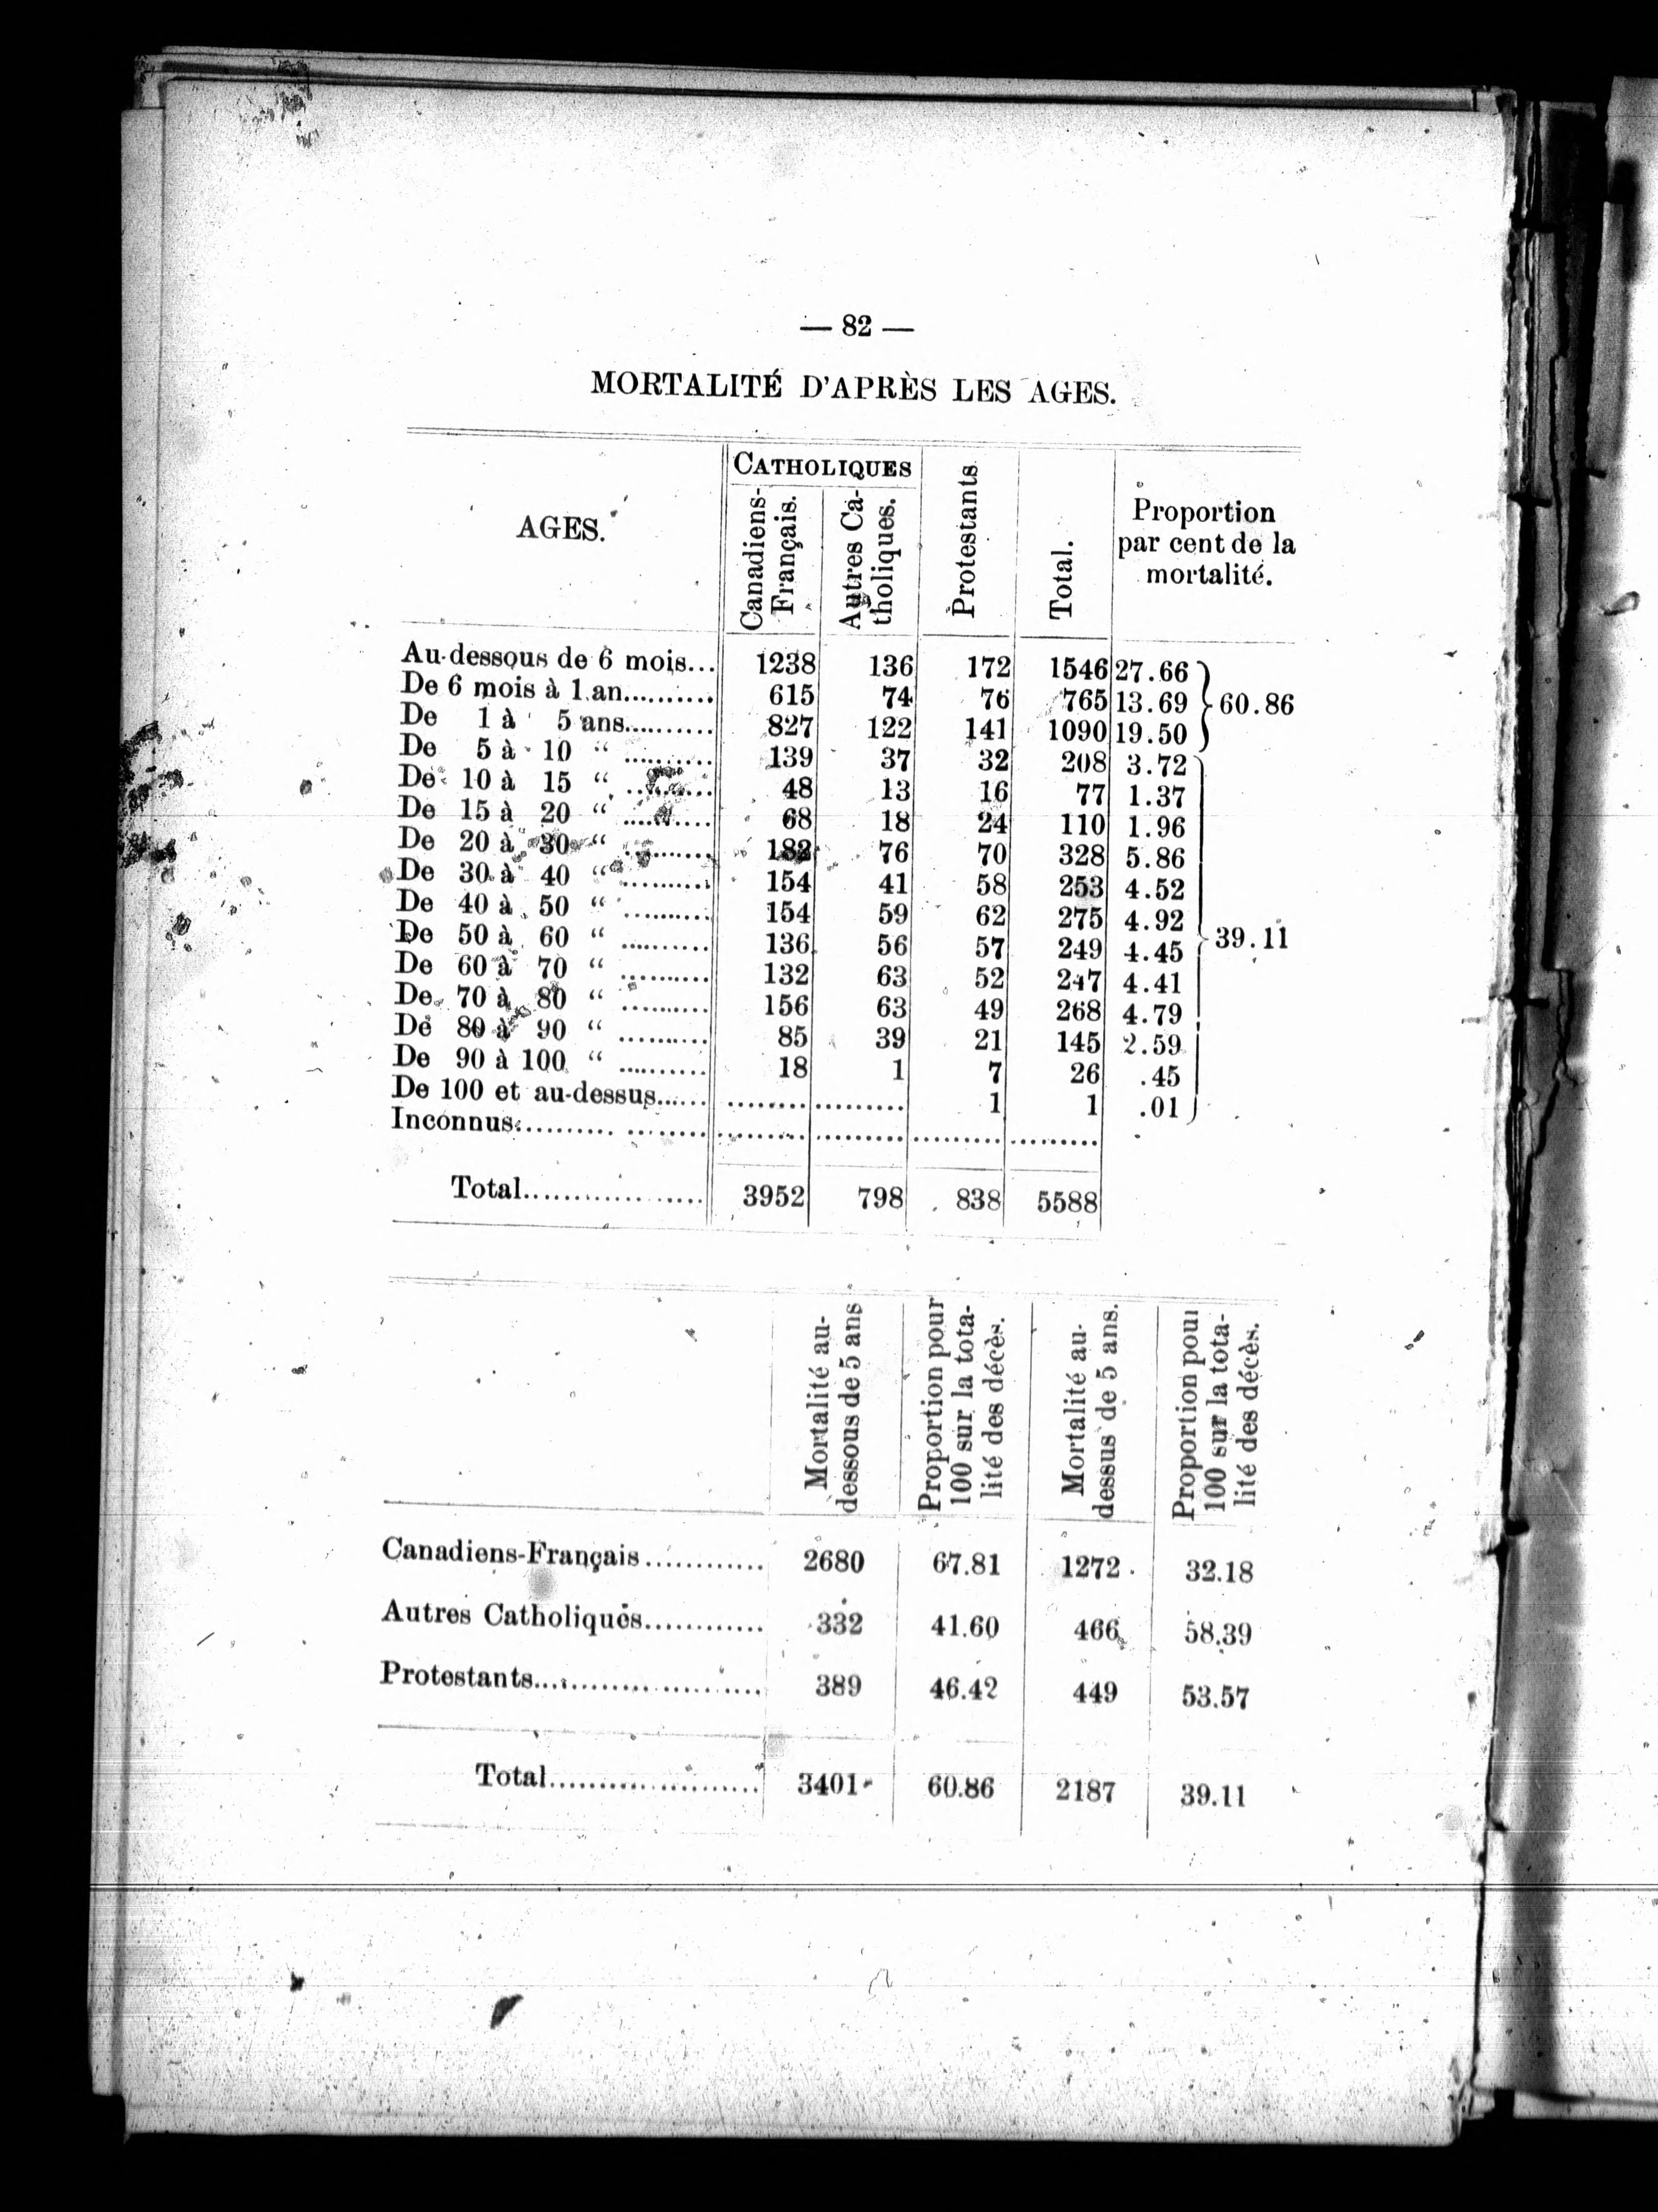 — 82 —
MORTALITÉ D'APRÈS LES AGES.
AGES. CATHOLIQUES Canadiens-Français. Autres Catholiques. Protestants Total. Proportion par cent de la mortalité.
Au-dessous de 6 mois... 1238 136 172 1546 27.66
De 6 mois à 1 an.......... 615 74 76 765 13.69 60.86
De 1 à 5 ans.......... 827 122 141 1090 19.50
De 5 à 10 “ .......... 139 37 32 208 3.72
De 10 à 15 “ .......... 48 13 16 77 1.37
De 15 à 20 “ .......... 68 18 24 110 1.96
De 20 à 30 “ .......... 182 76 70 328 5.86
De 30 à 40 “ .......... 154 41 58 253 4.52
De 40 à 50 “ .......... 154 59 62 275 4.92
De 50 à 60 “ .......... 136 56 57 249 4.45 39.11
De 60 à 70 “ .......... 132 63 52 247 4.41
De 70 à 80 “ .......... 156 63 49 268 4.79
De 80 à 90 “ .......... 85 39 21 145 2.59
De 90 à 100 “ .......... 18 1 7 26 .45
De 100 et au-dessus...... ......... ......... 1 1 .01
Inconnus.......... ........ ......... ......... ......... .........
Total.................. 3952 798 838 5588
Mortalité au-dessous de 5 ans Proportion pour 100 sur la totalité des décès. Mortalité au-dessus de 5 ans. Proportion pour 100 sur la totalité des décès.
Canadiens-Français............ 2680 67.81 1272 32.18
Autres Catholiques............ 332 41.60 466 58.39
Protestants...................... 389 46.42 449 53.57
Total..................... 3401 60.86 2187 39.11